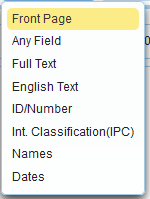 Front Page
Any Field
Full Text
English Text
ID/Number
Int. Classification(IPC)
Names
Dates